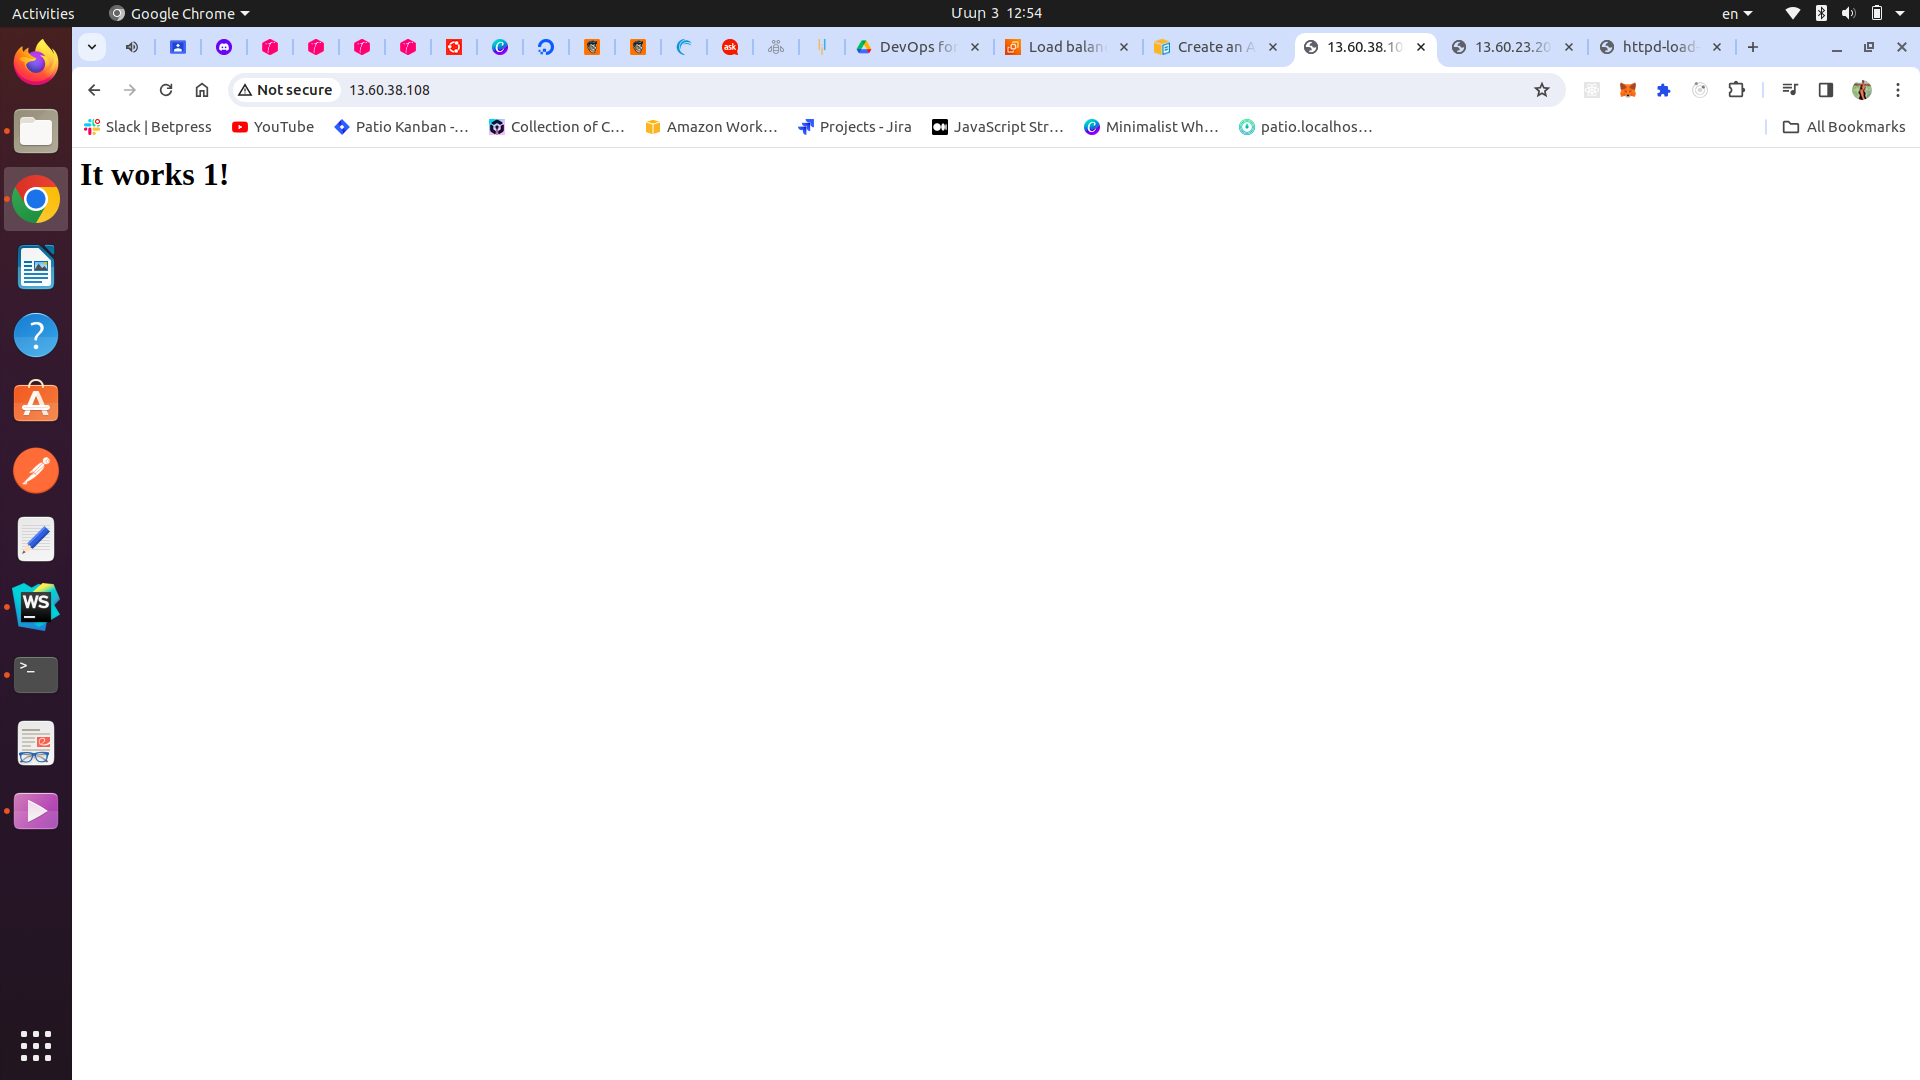 Activities Google Chrome Մար 3 12:54 en
DevOps for Load balan Create an A 13.60.38.10 13.60.23.20 httpd-load-
Not secure 13.60.38.108
Slack | Betpress YouTube Patio Kanban -... Collection of C... Amazon Work... Projects - Jira JavaScript Str... Minimalist Wh... patio.localhos... All Bookmarks
It works 1!
ask
WS
>_